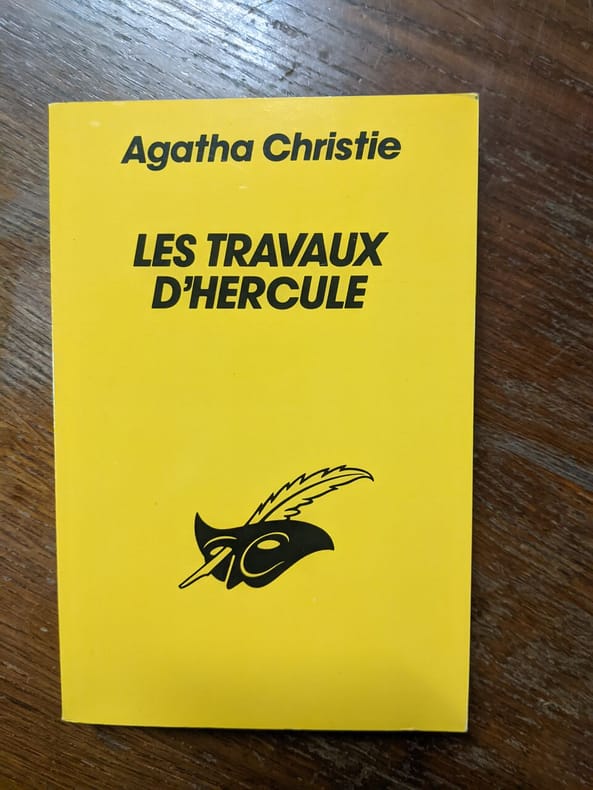 Agatha Christie
LES TRAVAUX
D'HERCULE